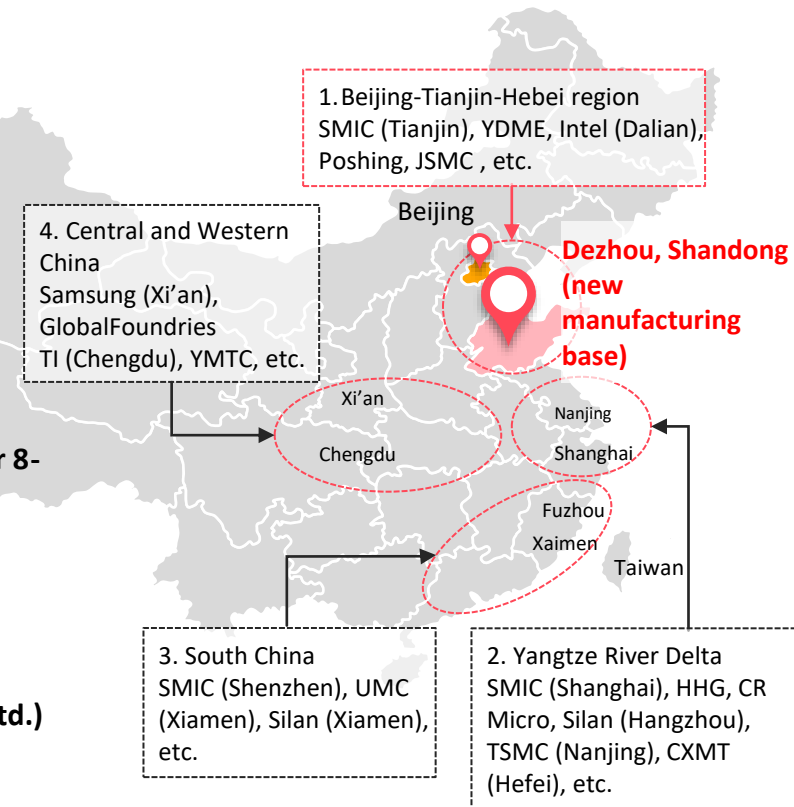 1.Beijing-Tianjin-Hebei region
SMIC (Tianjin), YDME, Intel (Dalian),
Poshing, JSMC , etc.
Beijing
4. Central and Western
China
Samsung (Xi’an),
GlobalFoundries
TI (Chengdu), YMTC, etc.
Dezhou, Shandong
(new
manufacturing
base)
Xi’an
Chengdu
Nanjing
Shanghai
r 8-
Fuzhou
Xaimen
Taiwan
td.)
3. South China
SMIC (Shenzhen), UMC
(Xiamen), Silan (Xiamen),
etc.
2. Yangtze River Delta
SMIC (Shanghai), HHG, CR
Micro, Silan (Hangzhou),
TSMC (Nanjing), CXMT
(Hefei), etc.